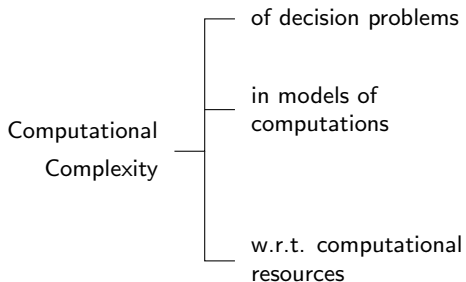 of decision problems
in models of
computations
Computational
Complexity
w.r.t. computational
resources